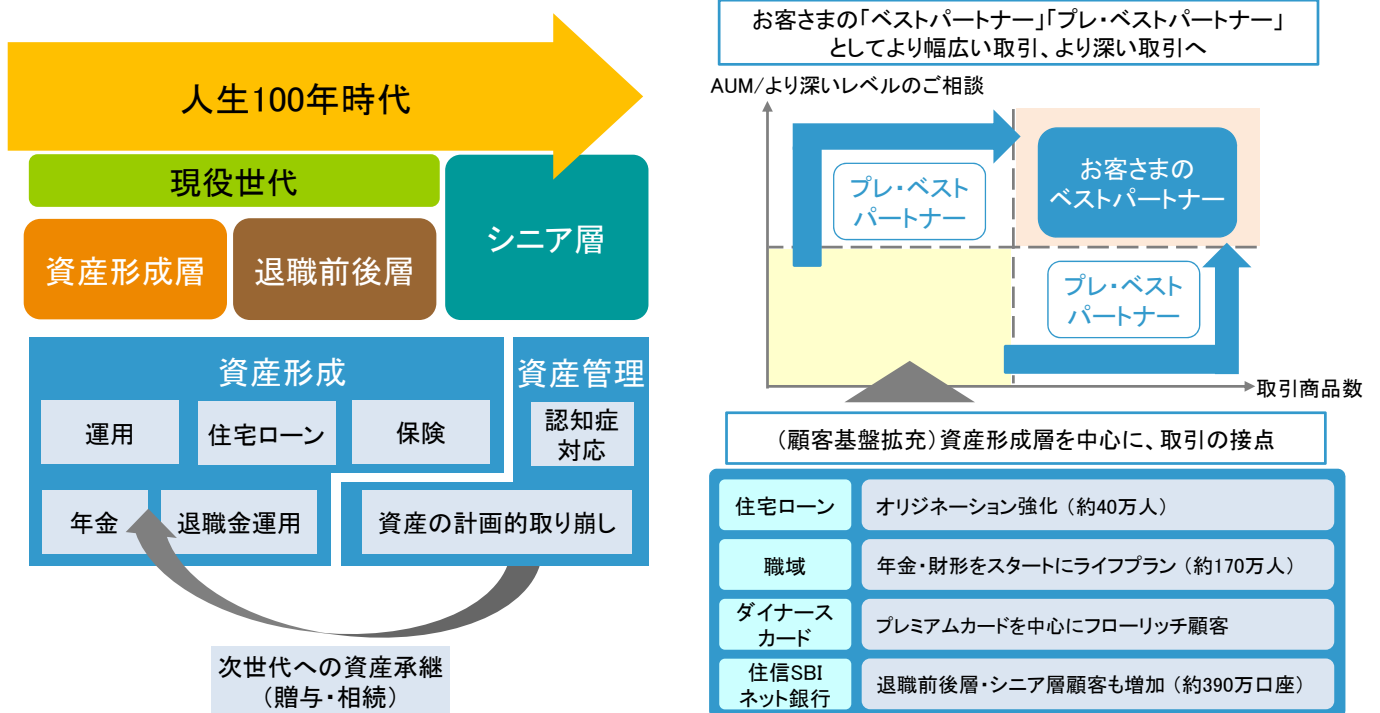 人生100年時代
現役世代
シニア層
資産形成層
退職前後層
資産形成
資産管理
運用
住宅ローン
保険
認知症
対応
年金
退職金運用
資産の計画的取り崩し
次世代への資産承継
(贈与・相続)
お客さまの「ベストパートナー」「プレ・ベストパートナー」
としてより幅広い取引、より深い取引へ
AUM/より深いレベルのご相談
プレ・ベスト
パートナー
お客さまの
ベストパートナー
プレ・ベスト
パートナー
取引商品数
(顧客基盤拡充)資産形成層を中心に、取引の接点
住宅ローン
オリジネーション強化 (約40万人)
職域
年金・財形をスタートにライフプラン (約170万人)
ダイナース
カード
プレミアムカードを中心にフローリッチ顧客
住信SBI
ネット銀行
退職前後層・シニア層顧客も増加 (約390万口座)